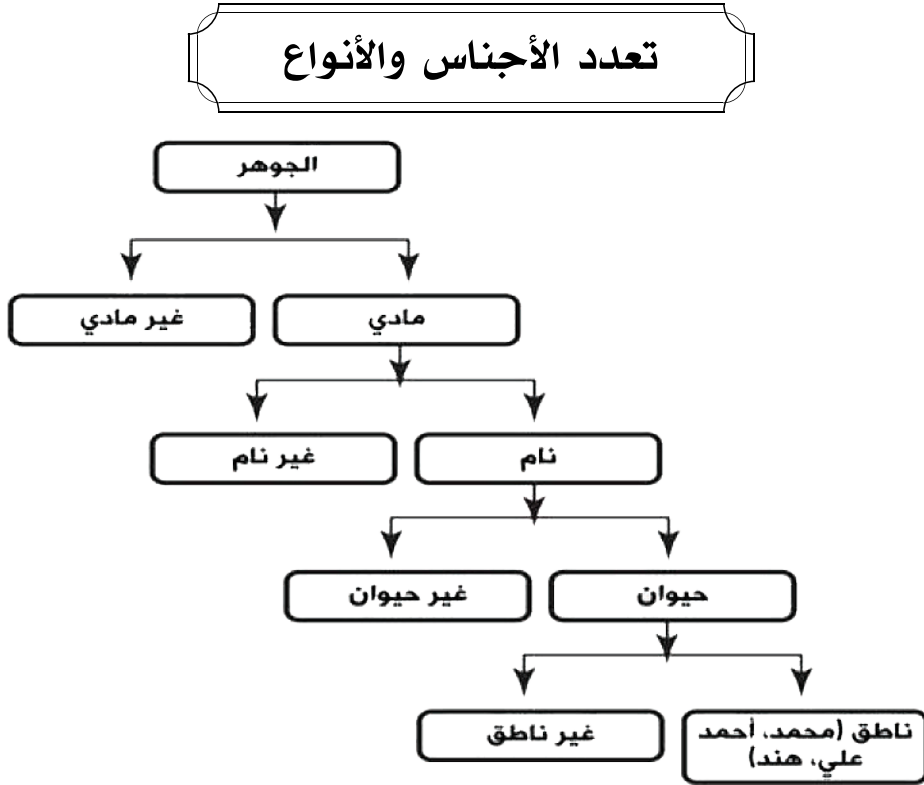 تعدد الأجناس والأنواع
الجوهر
مادي
غير مادي
نام
غير نام
حيوان
غير حيوان
ناطق (محمد، أحمد
علي، هند)
غير ناطق